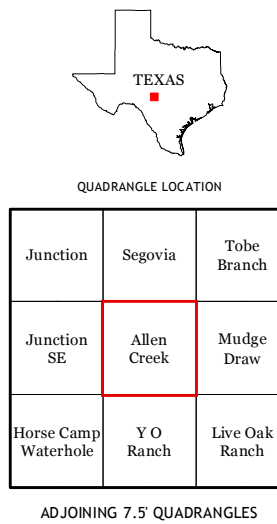 TEXAS
QUADRANGLE LOCATION
Junction
Segovia
Tobe
Branch
Junction
SE
Allen
Creek
Mudge
Draw
Horse Camp
Waterhole
Y O
Ranch
Live Oak
Ranch
ADJOINING 7.5' QUADRANGLES